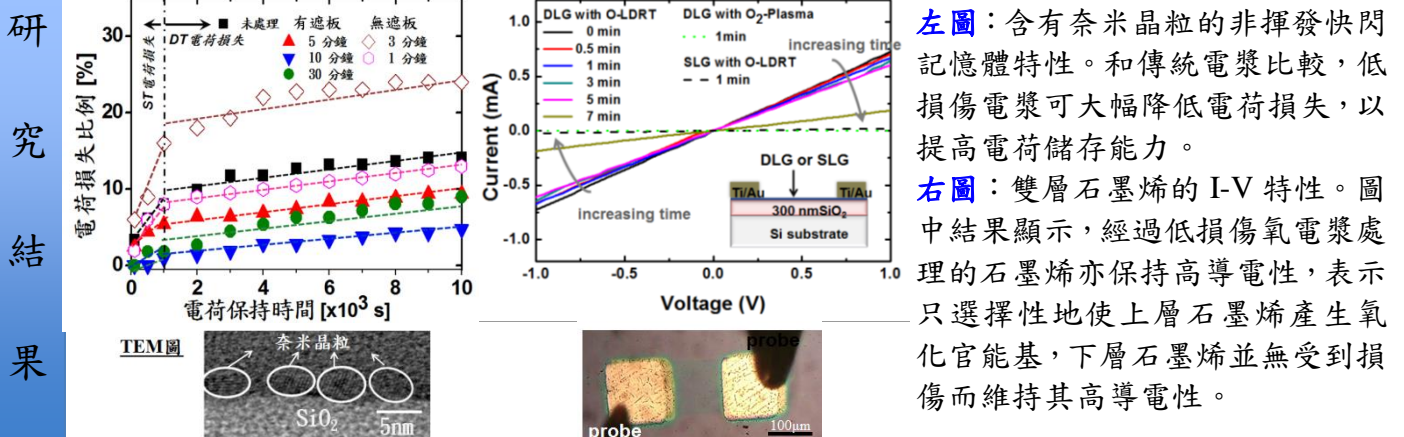 研
究
結
果
電荷損失比例 [%]
30
20
10
0
ST電荷損失
DT電荷損失
未處理
有遮板
無遮板
5 分鐘
3 分鐘
10 分鐘
1 分鐘
30 分鐘
0 2 4 6 8 10
電荷保持時間 [x10³ s]
Current (mA)
1.0
0.5
0.0
-0.5
-1.0
DLG with O-LDRT
0 min
0.5 min
1 min
3 min
5 min
7 min
DLG with O₂-Plasma
1min
SLG with O-LDRT
1 min
increasing time
increasing time
DLG or SLG
Ti/Au
Ti/Au
300 nmSiO₂
Si substrate
-1.0 -0.5 0.0 0.5 1.0
Voltage (V)
TEM圖
奈米晶粒
SiO₂
5nm
probe
probe
100μm
左圖：含有奈米晶粒的非揮發快閃
記憶體特性。和傳統電漿比較，低
損傷電漿可大幅降低電荷損失，以
提高電荷儲存能力。
右圖：雙層石墨烯的 I-V 特性。圖
中結果顯示，經過低損傷氧電漿處
理的石墨烯亦保持高導電性，表示
只選擇性地使上層石墨烯產生氧
化官能基，下層石墨烯並無受到損
傷而維持其高導電性。